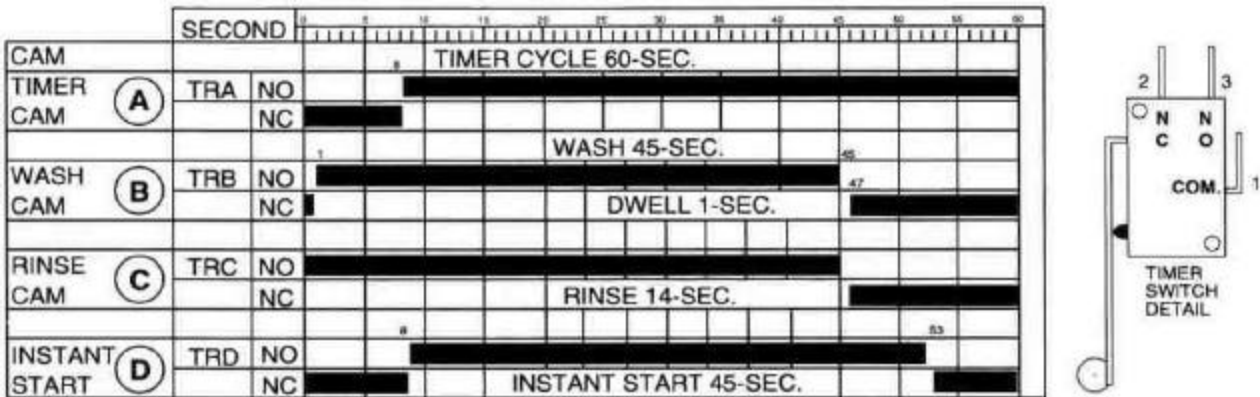 SECOND 0 5 10 15 20 25 30 35 40 45 50 55 60
CAM TIMER CYCLE 60-SEC.
8
TIMER A TRA NO
CAM NC
WASH 45-SEC.
1 45
WASH B TRB NO
47
CAM NC DWELL 1-SEC.
RINSE C TRC NO
CAM NC RINSE 14-SEC.
8 53
INSTANT D TRD NO
START NC INSTANT START 45-SEC.
2 3
N N
C O
COM. 1
TIMER
SWITCH
DETAIL